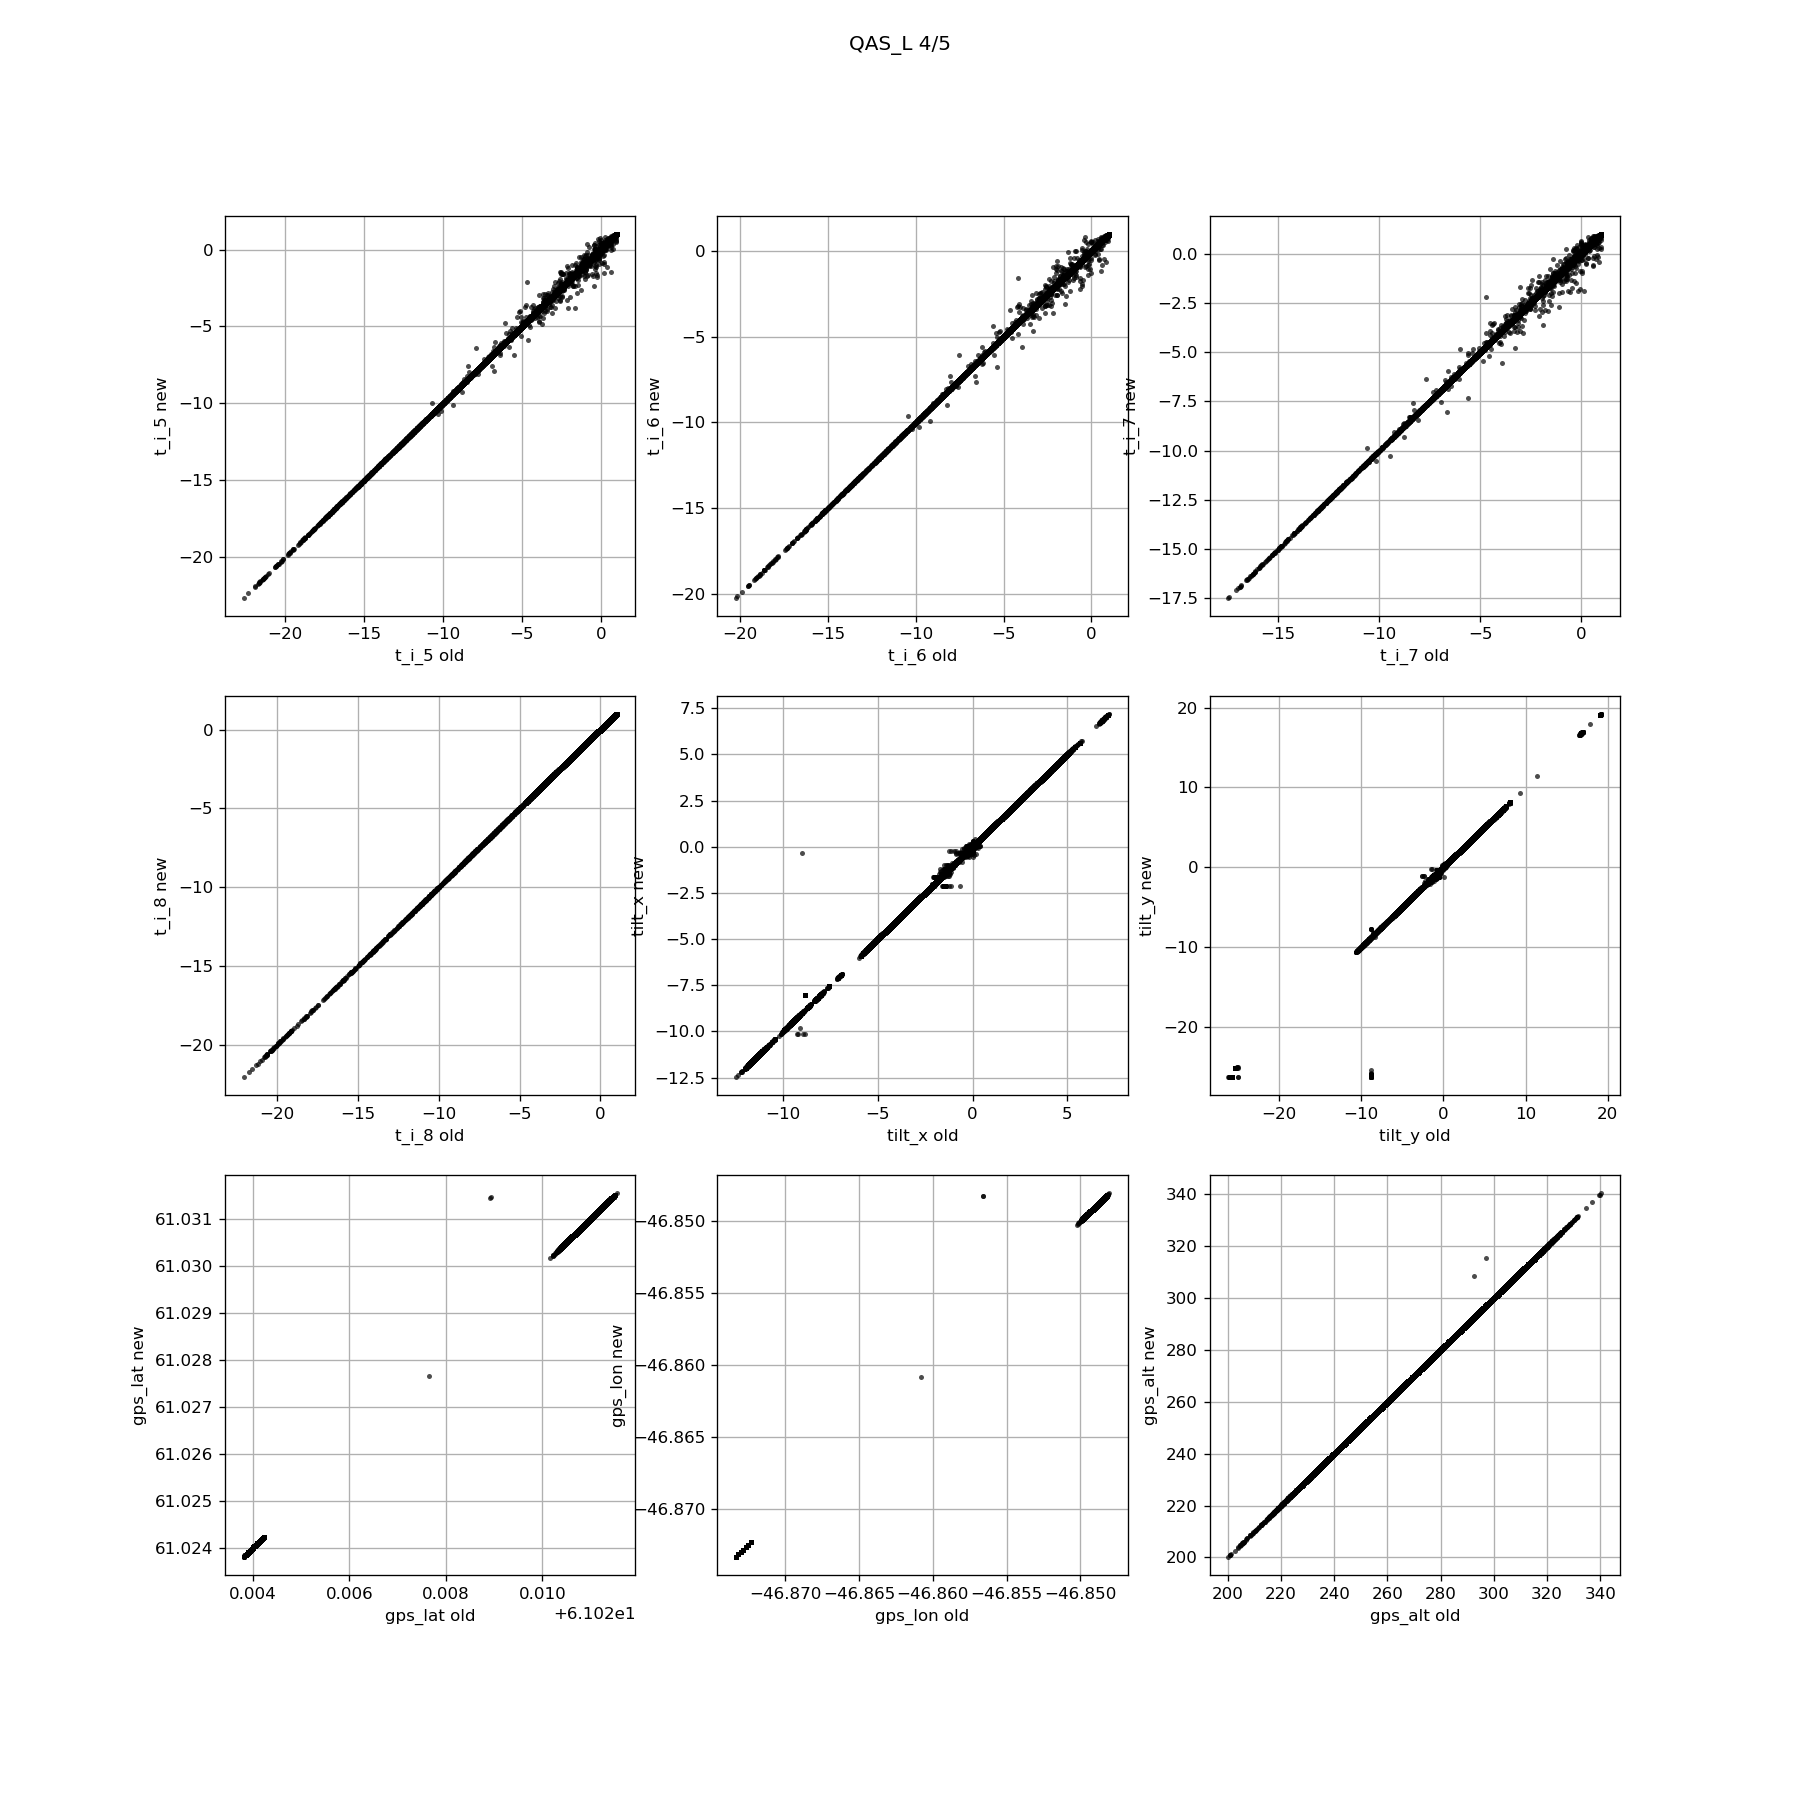 QAS_L 4/5
0
−5
−10
−15
−20
t_i_5 new
−20 −15 −10 −5 0
t_i_5 old
0
−5
−10
−15
−20
t_i_6 new
−20 −15 −10 −5 0
t_i_6 old
0.0
−2.5
−5.0
−7.5
−10.0
−12.5
−15.0
−17.5
t_i_7 new
−15 −10 −5 0
t_i_7 old
0
−5
−10
−15
−20
t_i_8 new
−20 −15 −10 −5 0
t_i_8 old
7.5
5.0
2.5
0.0
−2.5
−5.0
−7.5
−10.0
−12.5
tilt_x new
−10 −5 0 5
tilt_x old
20
10
0
−10
−20
tilt_y new
−20 −10 0 10 20
tilt_y old
61.031
61.030
61.029
61.028
61.027
61.026
61.025
61.024
gps_lat new
0.004 0.006 0.008 0.010
+6.102e1
gps_lat old
−46.850
−46.855
−46.860
−46.865
−46.870
gps_lon new
−46.870 −46.865 −46.860 −46.855 −46.850
gps_lon old
340
320
300
280
260
240
220
200
gps_alt new
200 220 240 260 280 300 320 340
gps_alt old